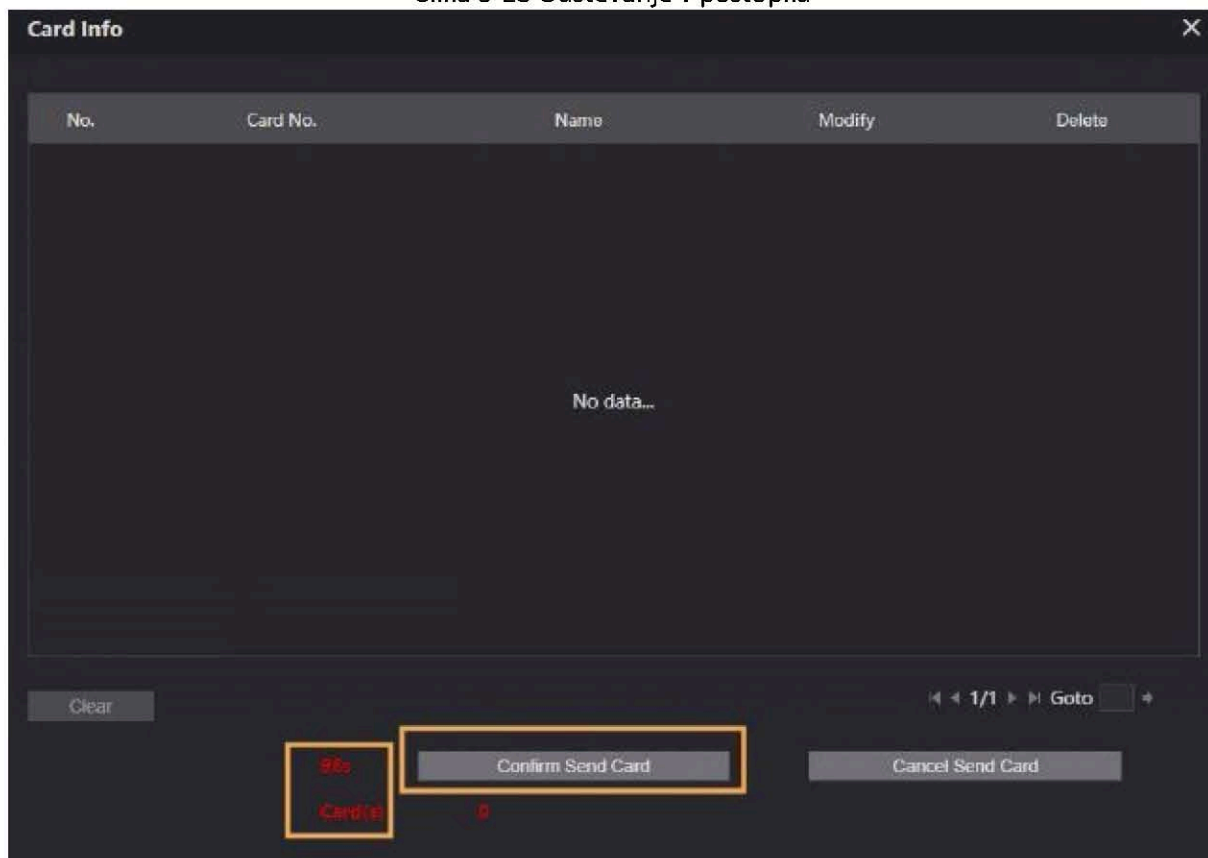 Card Info
No. Card No. Name Modify Delete
No data...
Clear
1/1 Goto
Confirm Send Card Cancel Send Card
Card(s) 0